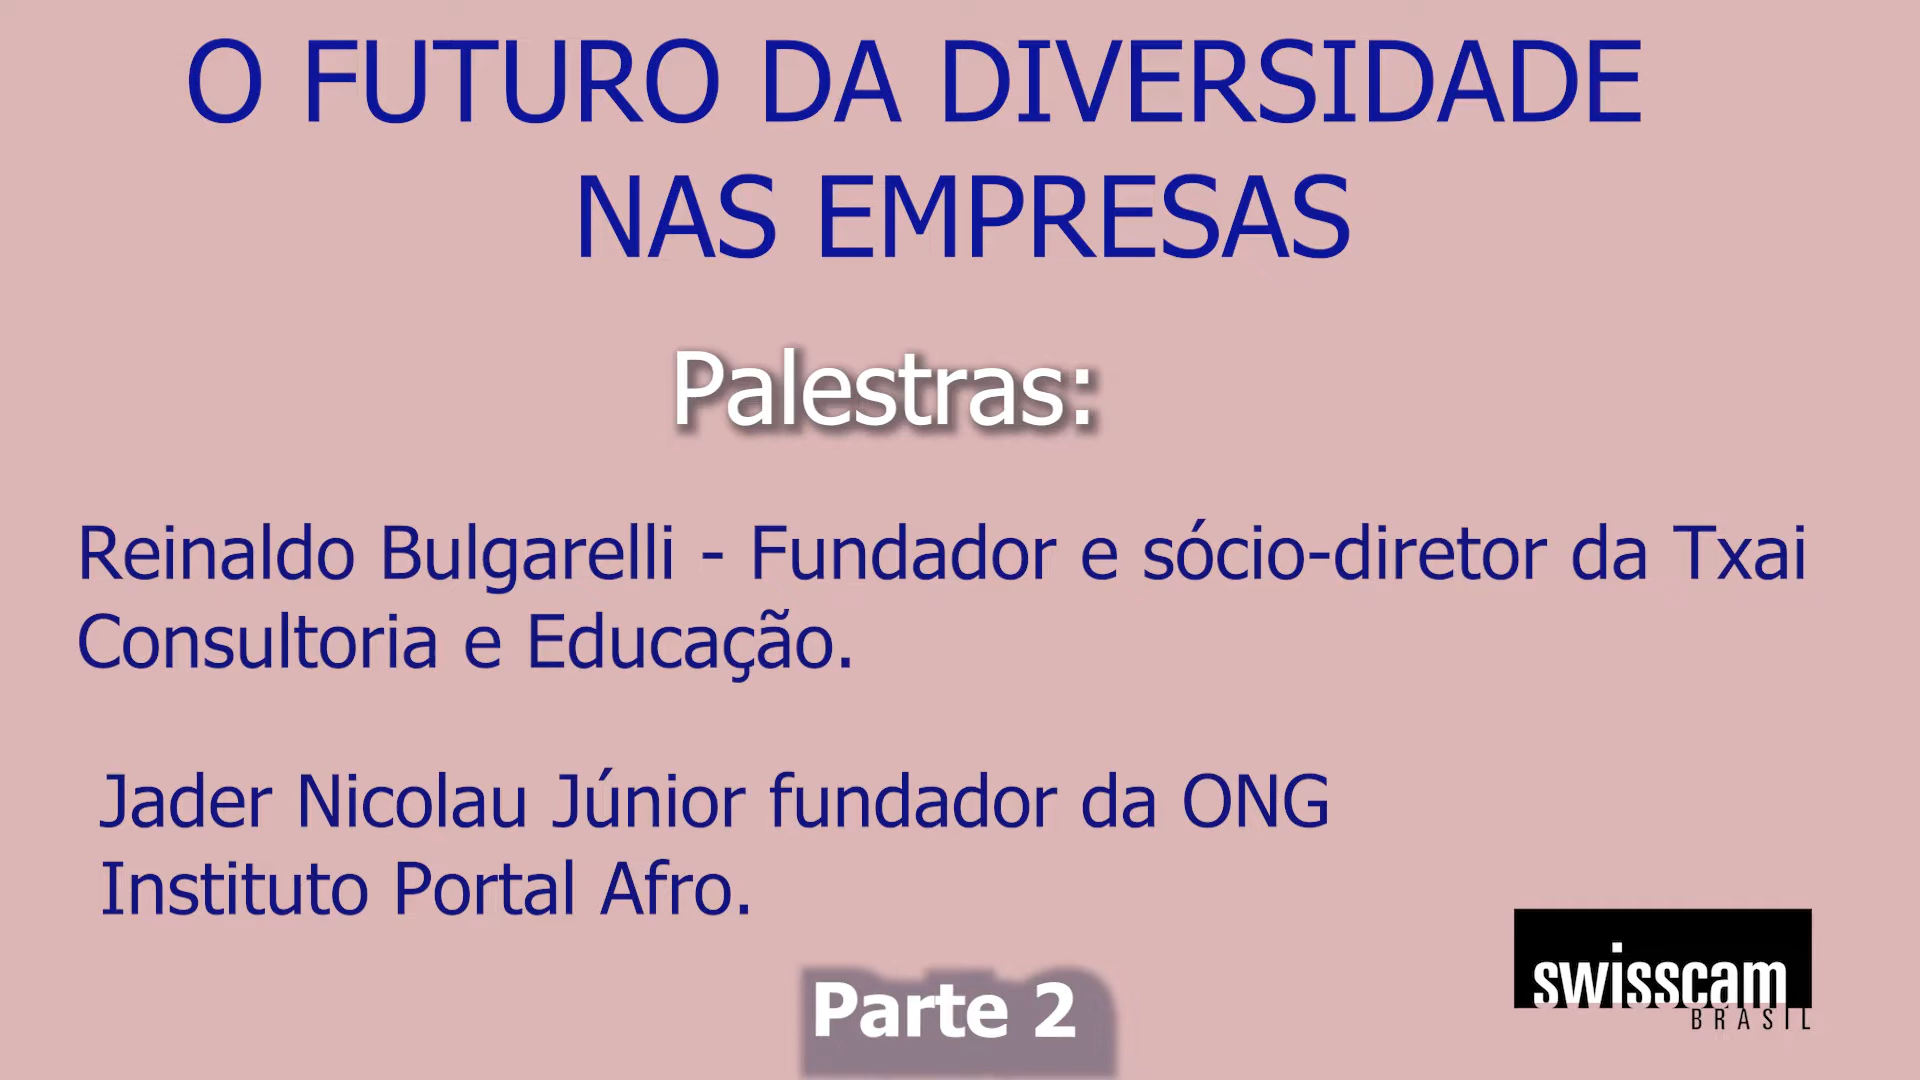 O FUTURO DA DIVERSIDADE
NAS EMPRESAS
Palestras:
Reinaldo Bulgarelli - Fundador e sócio-diretor da Txai
Consultoria e Educação.
Jader Nicolau Júnior fundador da ONG
Instituto Portal Afro.
Parte 2
swisscam
BRASIL